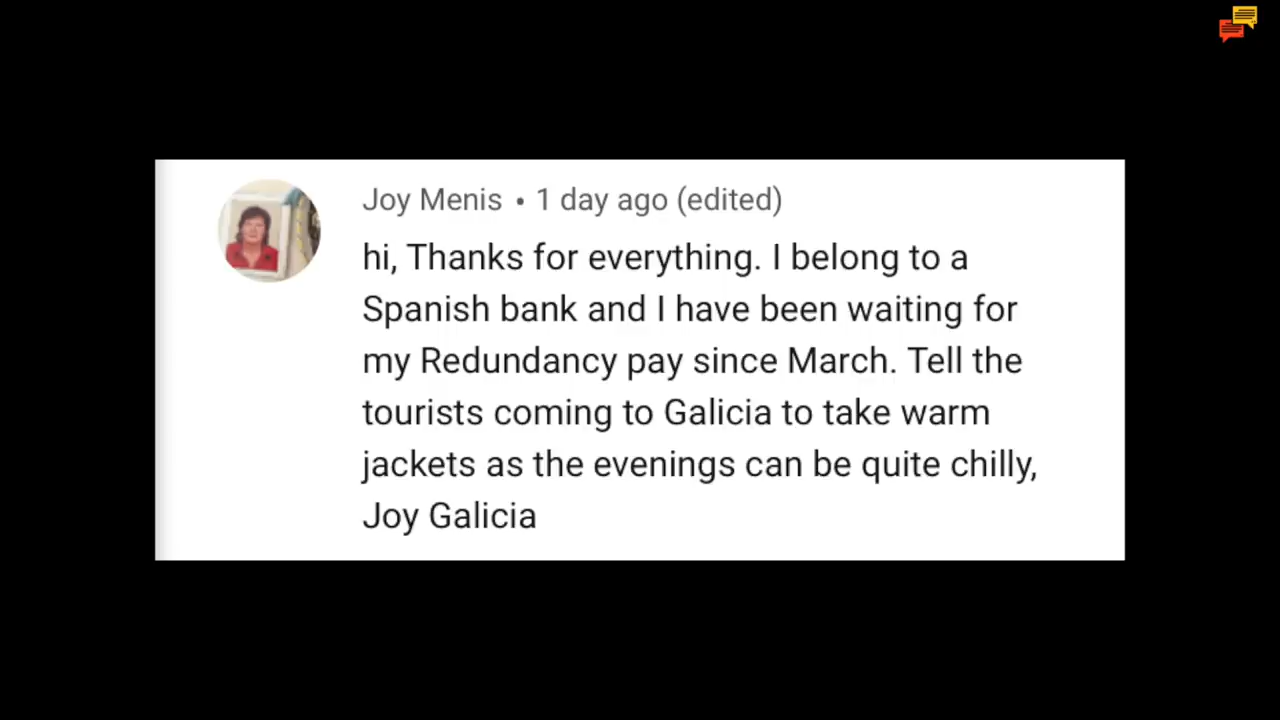 Joy Menis • 1 day ago (edited)
hi, Thanks for everything. I belong to a
Spanish bank and I have been waiting for
my Redundancy pay since March. Tell the
tourists coming to Galicia to take warm
jackets as the evenings can be quite chilly,
Joy Galicia